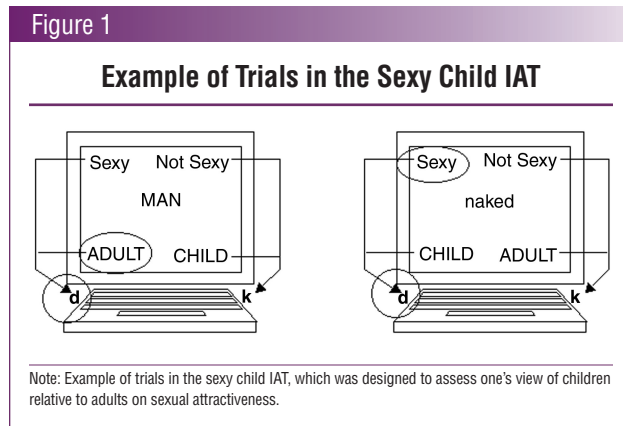 Figure 1
Example of Trials in the Sexy Child IAT
Sexy Not Sexy
MAN
ADULT CHILD
d k
Sexy Not Sexy
naked
CHILD ADULT
d k
Note: Example of trials in the sexy child IAT, which was designed to assess one’s view of children
relative to adults on sexual attractiveness.